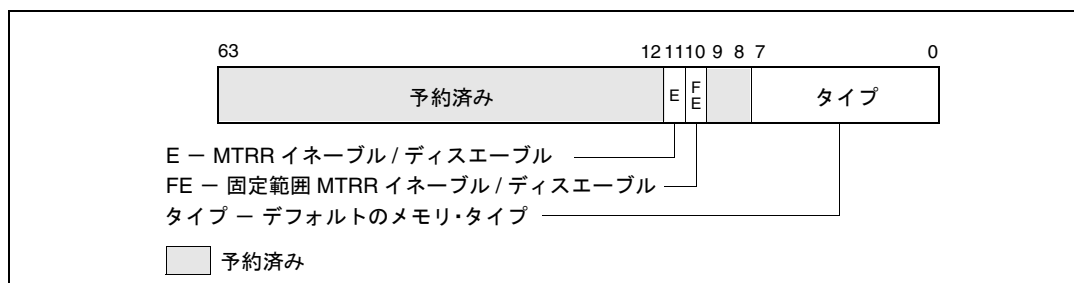 63 12 11 10 9 8 7 0
予約済み E FE タイプ
E － MTRR イネーブル / ディスエーブル
FE － 固定範囲 MTRR イネーブル / ディスエーブル
タイプ － デフォルトのメモリ・タイプ
予約済み